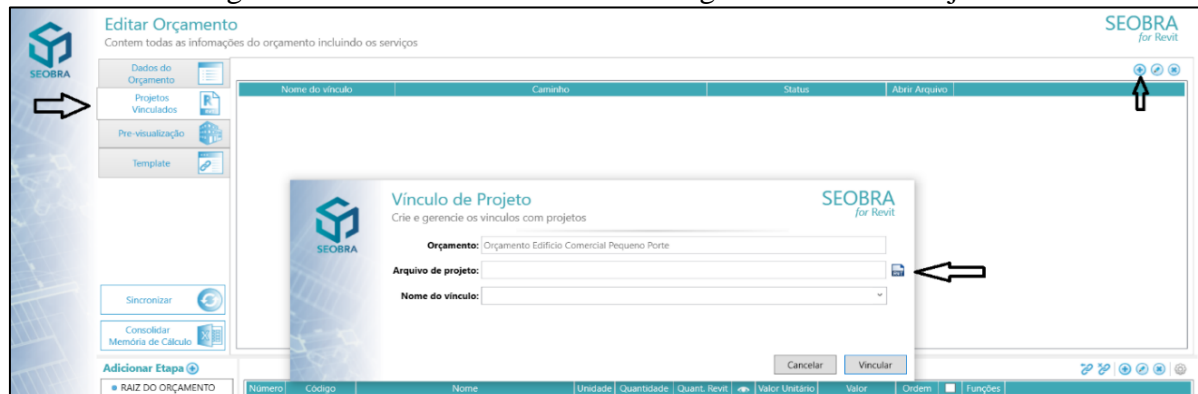 Editar Orçamento
Contem todas as infomações do orçamento incluindo os serviços
SEOBRA
for Revit
SEOBRA
Dados do
Orçamento
Projetos
Vinculados
Pre-visualização
Template
Nome do vínculo Caminho Status Abrir Arquivo
SEOBRA
Vínculo de Projeto
Crie e gerencie os vínculos com projetos
SEOBRA
for Revit
Orçamento: Orçamento Edifício Comercial Pequeno Porte
Arquivo de projeto:
Nome do vínculo:
Cancelar Vincular
Sincronizar
Consolidar
Memória de Cálculo
Adicionar Etapa
RAIZ DO ORÇAMENTO
Número Código Nome Unidade Quantidade Quant. Revit Valor Unitário Valor Ordem Funções